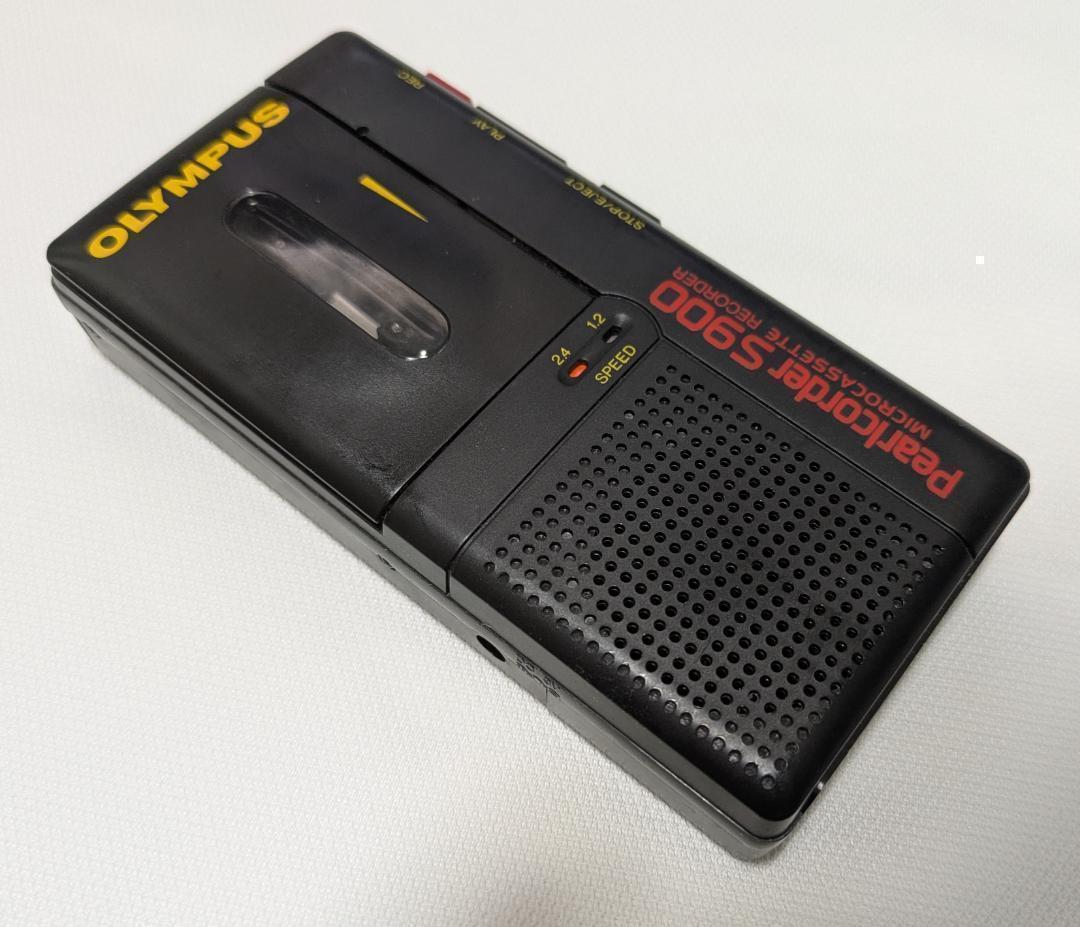 OLYMPUS
REC
PLAY
STOP/EJECT
Pearlcorder S900
MICROCASSETTE RECORDER
2.4 1.2
SPEED